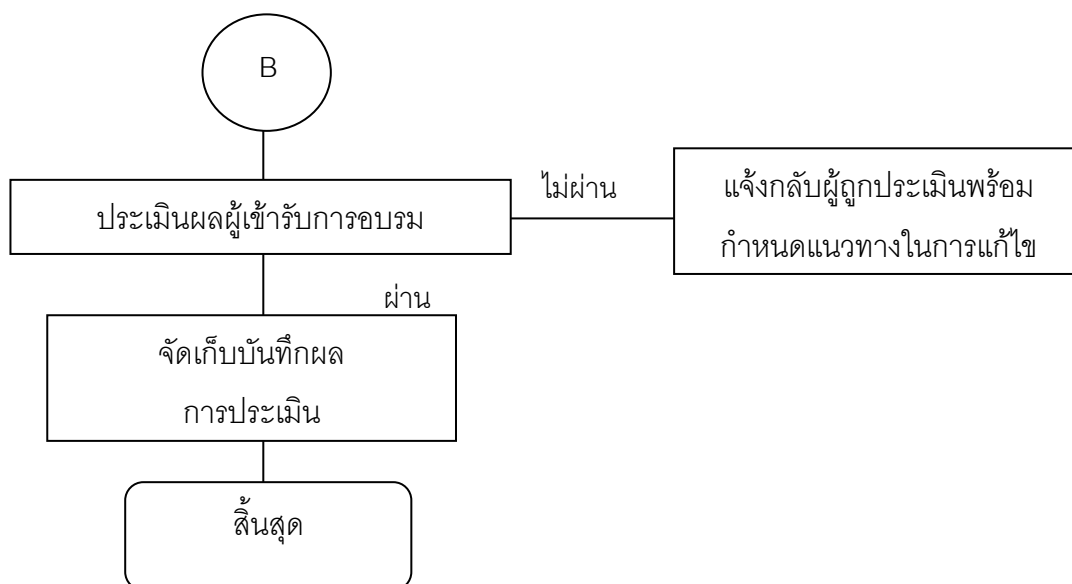 B
ประเมินผลผู้เข้ารับการอบรม
ไม่ผ่าน
แจ้งกลับผู้ถูกประเมินพร้อม
กำหนดแนวทางในการแก้ไข
ผ่าน
จัดเก็บบันทึกผล
การประเมิน
สิ้นสุด